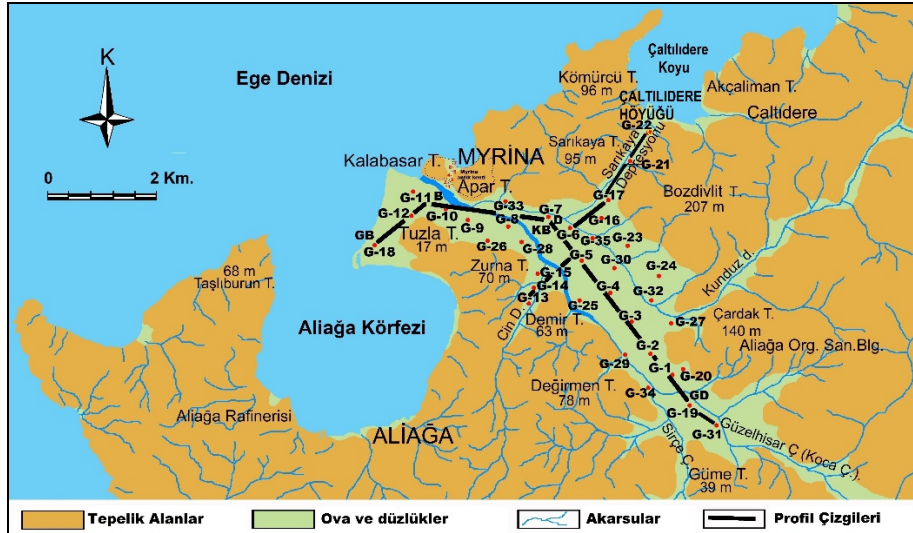 K
Ege Denizi
0
2 Km.
Çaltılıdere
Koyu
Kömürcü T.
96 m
Akçaliman T.
ÇALTILIDERE
HÖYÜĞÜ
Caltıdere
G-22
Sarıkaya T.
95 m
Sarıkaya
Depresyonu
G-21
Kalabasar T.
MYRİNA
Apar T.
Bozdivlit T.
207 m
G-17
G-11
B
G-33
G-7
G-12
G-10
G-8
D
G-16
G-9
KB
G-6
G-35
G-23
GB
G-18
Tuzla T.
17 m
G-26
G-28
G-5
G-30
G-24
Kunduz d.
68 m
Taşlıburun T.
Zurna T.
70 m
G-15
G-14
G-13
G-4
G-32
Cin D.
Demir T.
63 m
G-25
G-3
G-27
Çardak T.
140 m
Aliağa Körfezi
G-2
G-29
G-1
G-20
Aliağa Org. San.Blg.
Değirmen T.
78 m
G-34
GD
G-19
Aliağa Rafinerisi
ALİAĞA
G-31
Güzelhisar Ç (Koca Ç.).
Sirçe Ç.
Güme T.
39 m
Tepelik Alanlar
Ova ve düzlükler
Akarsular
Profil Çizgileri